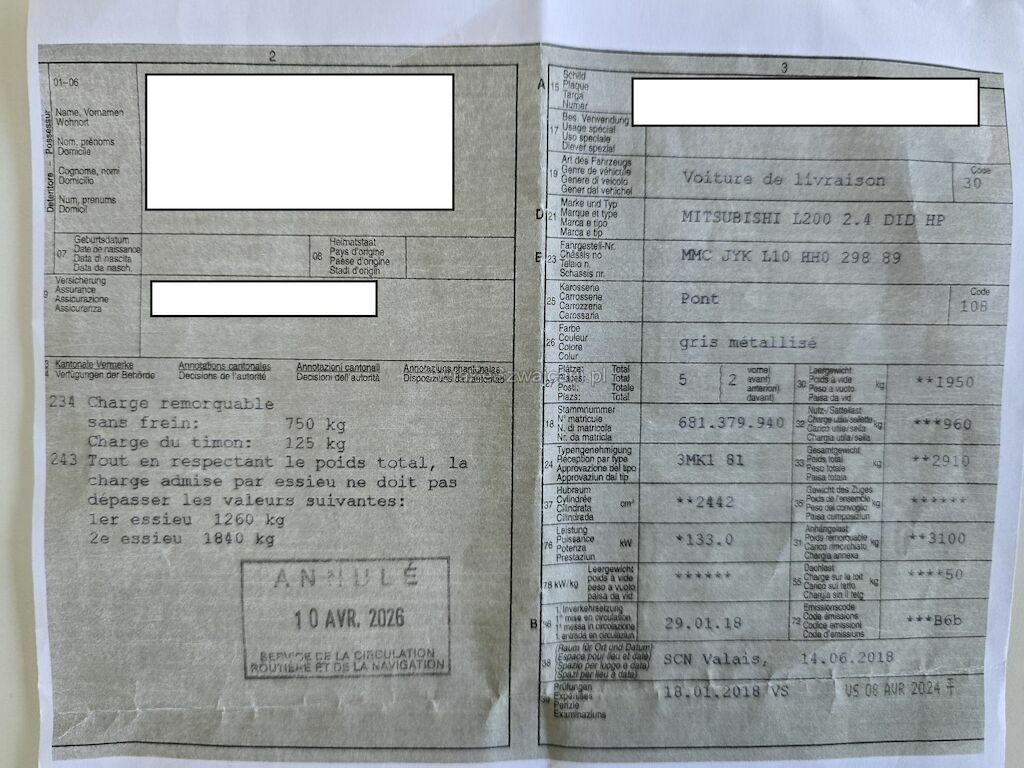 2
01–06
Detentore – Possessur
Name, Vornamen
Wohnort
Nom, prénoms
Domicile
Cognome, nomi
Domicilio
Num, prenums
Domicil
07
Geburtsdatum
Date de naissance
Data di nascita
Data da nasch.
08
Heimatstaat
Pays d'origine
Paese d'origine
Stadi d'origin
9
Versicherung
Assurance
Assicurazione
Assicuranza
Kantonale Vermerke
Verfügungen der Behörde
Annotations cantonales
Décisions de l'autorité
Annotazioni cantonali
Decisioni dell'autorità
Annotaziuns chantunalas
Disposiziuns da l'autoritad
234 Charge remorquable
sans frein: 750 kg
Charge du timon: 125 kg
243 Tout en respectant le poids total, la
charge admise par essieu ne doit pas
dépasser les valeurs suivantes:
1er essieu 1260 kg
2e essieu 1840 kg
ANNULÉ
10 AVR. 2026
SERVICE DE LA CIRCULATION
ROUTIÈRE ET DE LA NAVIGATION
3
A
15
Schild
Plaque
Targa
Numer
17
Bes. Verwendung
Usage spécial
Uso speciale
Diever spezial
19
Art des Fahrzeugs
Genre de véhicule
Genere di veicolo
Gener dal vehichel
Voiture de livraison
Code
30
D
21
Marke und Typ
Marque et type
Marca e tipo
Marca e tip
MITSUBISHI L200 2.4 DID HP
E
23
Fahrgestell-Nr.
Châssis no
Telaio n.
Schassis nr.
MMC JYK L10 HH0 298 89
25
Karosserie
Carrosserie
Carrozzeria
Carossaria
Pont
Code
108
26
Farbe
Couleur
Colore
Colur
gris métallisé
27
Plätze: Total
Places: Total
Posti: Totale
Plazs: Total
5
2
vorne)
avant)
anteriori)
davant)
30
Leergewicht
Poids à vide
Peso a vuoto
Paisa da vid
kg
**1950
18
Stammnummer
N° matricule
N. di matricola
Nr. da matricla
681.379.940
32
Nutz-/Sattellast
Charge utile/sellette
Carico utile/sella
Chargia utila/sella
kg
***960
24
Typengenehmigung
Réception par type
Approvazione del tipo
Approvaziun dal tip
3MK1 81
33
Gesamtgewicht
Poids total
Peso totale
Paisa totala
kg
**2910
37
Hubraum
Cylindrée
Cilindrata
Cilindrada
cm³
**2442
35
Gewicht des Zuges
Poids de l'ensemble
Peso del convoglio
Paisa cumposiziun
kg
******
76
Leistung
Puissance
Potenza
Prestaziun
kW
*133.0
31
Anhängelast
Poids remorquable
Carico rimorchiato
Chargia annexa
kg
**3100
78 kW/kg
Leergewicht
poids à vide
peso a vuoto
paisa da vid
******
55
Dachlast
Charge sur le toit
Carico sul tetto
Chargia sin il tetg
kg
****50
B
36
1. Inverkehrsetzung
1re mise en circulation
1a messa in circolazione
1. entrada en circulaziun
29.01.18
72
Emissionscode
Code émissions
Codice emissioni
Code d'emissiuns
***B6b
38
(Raum für Ort und Datum)
(Espace pour lieu et date)
(Spazio per luogo e data)
(Spazi per lieu e data)
SCN Valais, 14.06.2018
39
Prüfungen
Expertises
Perizie
Examinaziuns
18.01.2018/VS
VS 08 AVR 2024